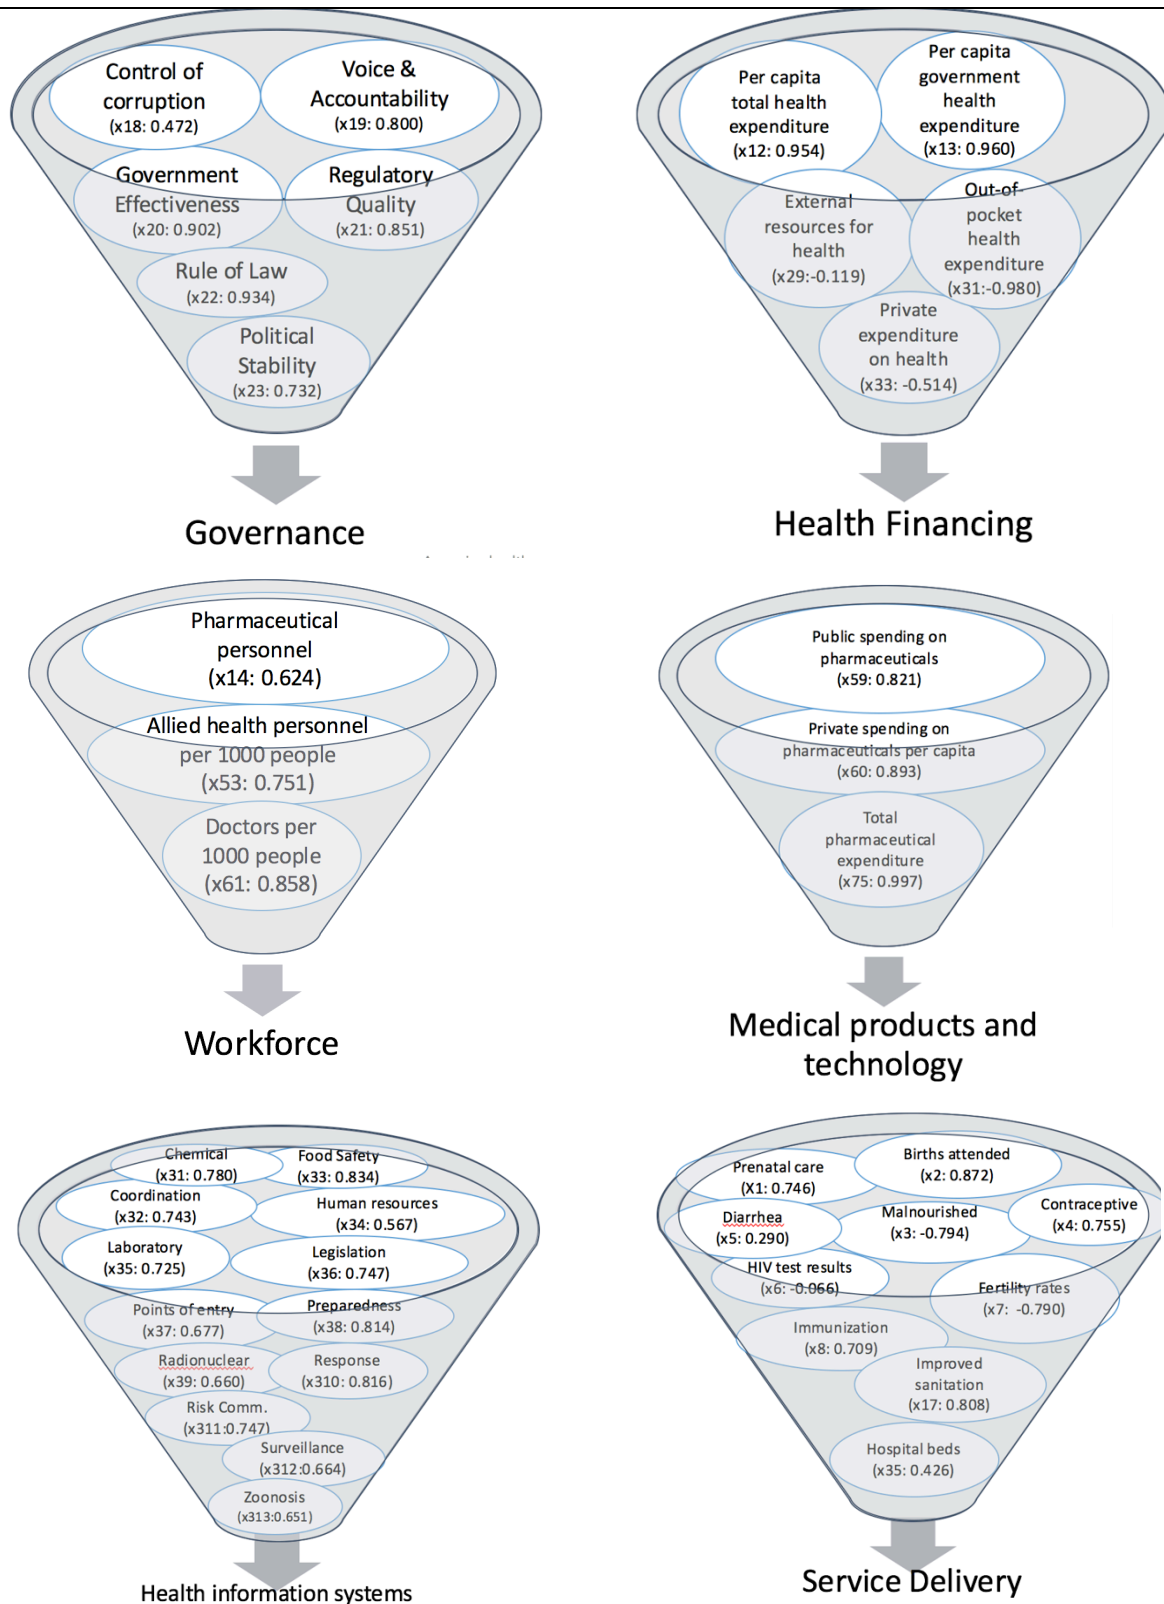 Control of
corruption
(x18: 0.472)
Voice &
Accountability
(x19: 0.800)
Government
Effectiveness
(x20: 0.902)
Regulatory
Quality
(x21: 0.851)
Rule of Law
(x22: 0.934)
Political
Stability
(x23: 0.732)
Governance
Per capita
total health
expenditure
(x12: 0.954)
Per capita
government
health
expenditure
(x13: 0.960)
External
resources for
health
(x29:-0.119)
Out-of-
pocket
health
expenditure
(x31:-0.980)
Private
expenditure
on health
(x33: -0.514)
Health Financing
Pharmaceutical
personnel
(x14: 0.624)
Allied health personnel
per 1000 people
(x53: 0.751)
Doctors per
1000 people
(x61: 0.858)
Workforce
Public spending on
pharmaceuticals
(x59: 0.821)
Private spending on
pharmaceuticals per capita
(x60: 0.893)
Total
pharmaceutical
expenditure
(x75: 0.997)
Medical products and
technology
Chemical
(x31: 0.780)
Food Safety
(x33: 0.834)
Coordination
(x32: 0.743)
Human resources
(x34: 0.567)
Laboratory
(x35: 0.725)
Legislation
(x36: 0.747)
Points of entry
(x37: 0.677)
Preparedness
(x38: 0.814)
Radionuclear
(x39: 0.660)
Response
(x310: 0.816)
Risk Comm.
(x311:0.747)
Surveillance
(x312:0.664)
Zoonosis
(x313:0.651)
Health information systems
Prenatal care
(X1: 0.746)
Births attended
(x2: 0.872)
Diarrhea
(x5: 0.290)
Malnourished
(x3: -0.794)
Contraceptive
(x4: 0.755)
HIV test results
(x6: -0.066)
Fertility rates
(x7: -0.790)
Immunization
(x8: 0.709)
Improved
sanitation
(x17: 0.808)
Hospital beds
(x35: 0.426)
Service Delivery